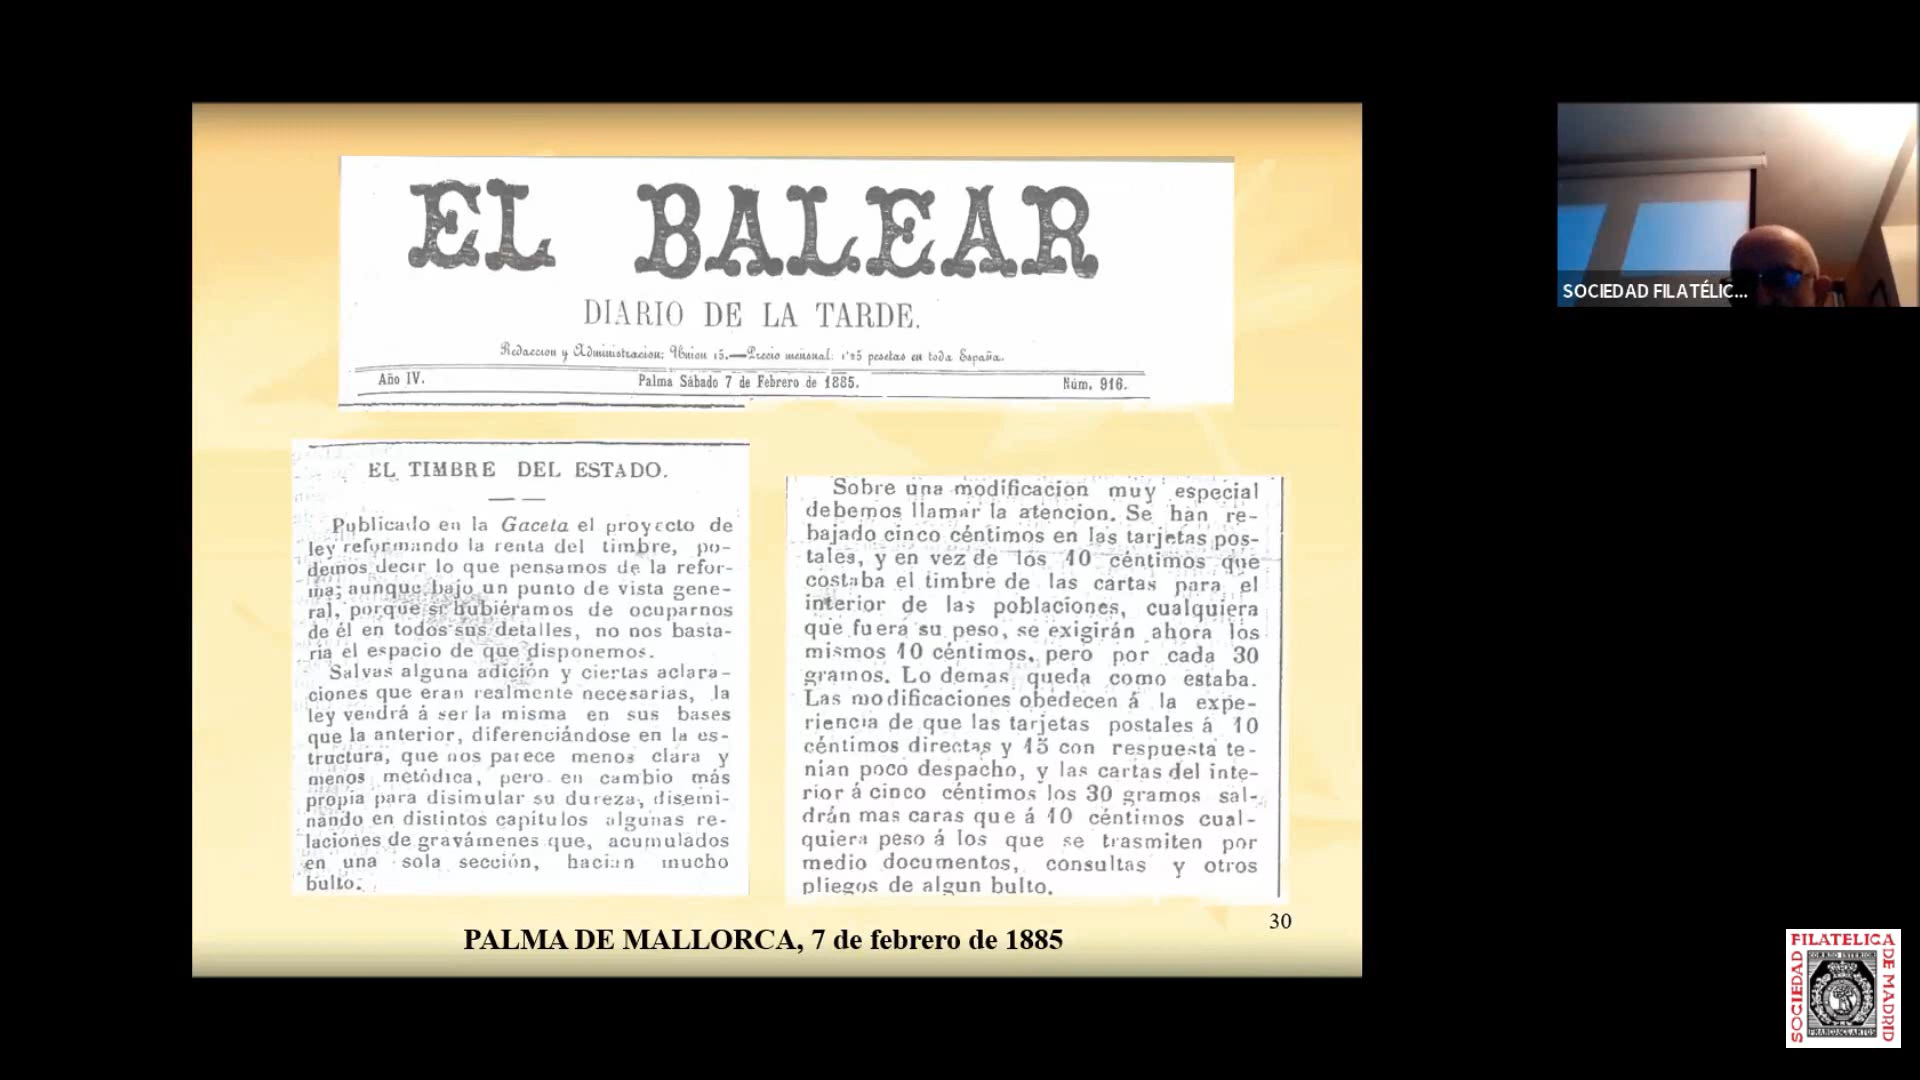 EL BALEAR
DIARIO DE LA TARDE.
Redaccion y Administracion: Union 15.—Precio mensual: 1'25 pesetas en toda España.
Año IV.
Palma Sábado 7 de Febrero de 1885.
Núm. 916.
EL TIMBRE DEL ESTADO.
Publicado en la Gaceta el proyecto de
ley reformando la renta del timbre, po-
demos decir lo que pensamos de la refor-
ma; aunque bajo un punto de vista gene-
ral, porque si hubiéramos de ocuparnos
de él en todos sus detalles, no nos basta-
ria el espacio de que disponemos.
Salvas alguna adición y ciertas aclara-
ciones que eran realmente necesarias, la
ley vendrá á ser la misma en sus bases
que la anterior, diferenciándose en la es-
tructura, que nos parece menos clara y
menos metódica, pero en cambio más
propia para disimular su dureza, disemi-
nando en distintos capitulos algunas re-
laciones de gravámenes que, acumulados
en una sola sección, hacian mucho
bulto.
Sobre una modificacion muy especial
debemos llamar la atencion. Se han re-
bajado cinco céntimos en las tarjetas pos-
tales, y en vez de los 10 céntimos que
costaba el timbre de las cartas para el
interior de las poblaciones, cualquiera
que fuera su peso, se exigirán ahora los
mismos 10 céntimos, pero por cada 30
gramos. Lo demas queda como estaba.
Las modificaciones obedecen á la expe-
riencia de que las tarjetas postales á 10
céntimos directas y 15 con respuesta te-
nian poco despacho, y las cartas del inte-
rior á cinco céntimos los 30 gramos sal-
drán mas caras que á 10 céntimos cual-
quiera peso á los que se trasmiten por
medio documentos, consultas y otros
pliegos de algun bulto.
PALMA DE MALLORCA, 7 de febrero de 1885
30
SOCIEDAD FILATÉLIC...
SOCIEDAD FILATELICA DE MADRID
CORREO INTERIOR
FRANCO CUARTOS